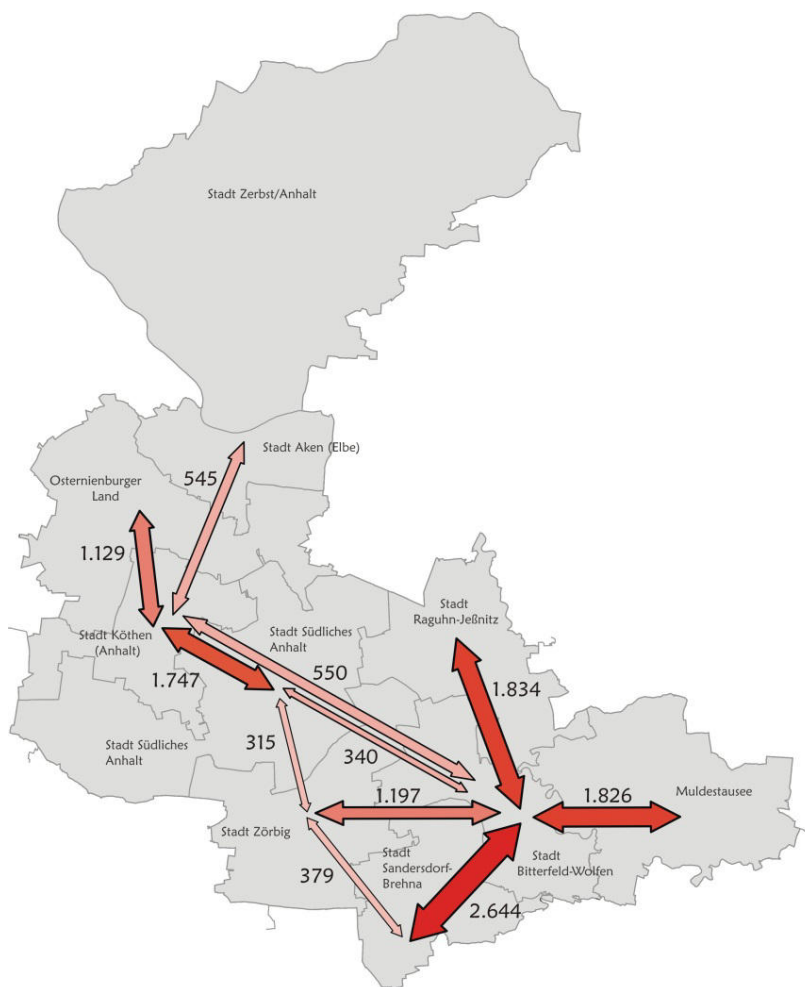 Stadt Zerbst/Anhalt
Stadt Aken (Elbe)
545
Osternienburger
Land
1.129
Stadt
Raguhn-Jeßnitz
Stadt Köthen
(Anhalt)
Stadt Südliches
Anhalt
550
1.747
1.834
315
340
Stadt Südliches
Anhalt
1.197
1.826
Muldestausee
Stadt Zörbig
379
Stadt
Sandersdorf-
Brehna
Stadt
Bitterfeld-Wolfen
2.644